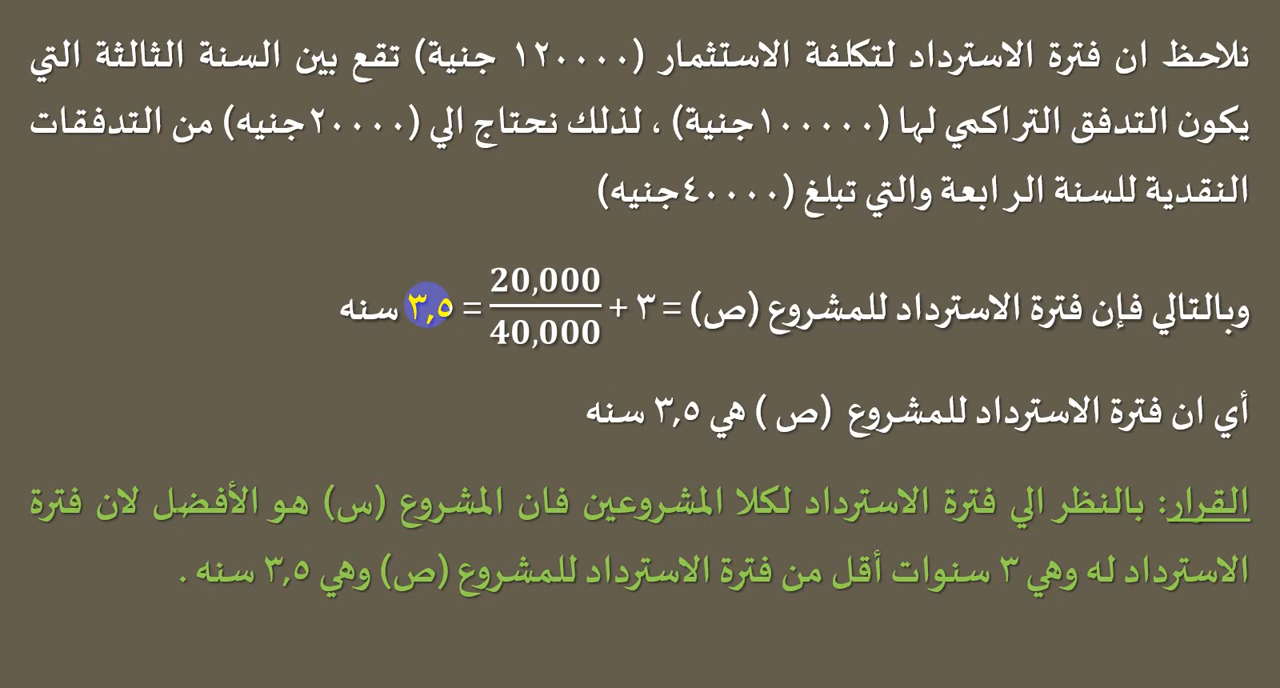 نلاحظ ان فترة الاسترداد لتكلفة الاستثمار (١٢٠٠٠٠ جنية) تقع بين السنة الثالثة التي
يكون التدفق التراكمي لها (١٠٠٠٠٠جنية) ، لذلك نحتاج الي (٢٠٠٠٠جنيه) من التدفقات
النقدية للسنة الرابعة والتي تبلغ (٤٠٠٠٠جنيه)
وبالتالي فإن فترة الاسترداد للمشروع (ص) = ٣ + 20,000/40,000 = ٣,٥ سنه
أي ان فترة الاسترداد للمشروع (ص ) هي ٣,٥ سنه
القرار: بالنظر الي فترة الاسترداد لكلا المشروعين فان المشروع (س) هو الأفضل لان فترة
الاسترداد له وهي ٣ سنوات أقل من فترة الاسترداد للمشروع (ص) وهي ٣,٥ سنه .